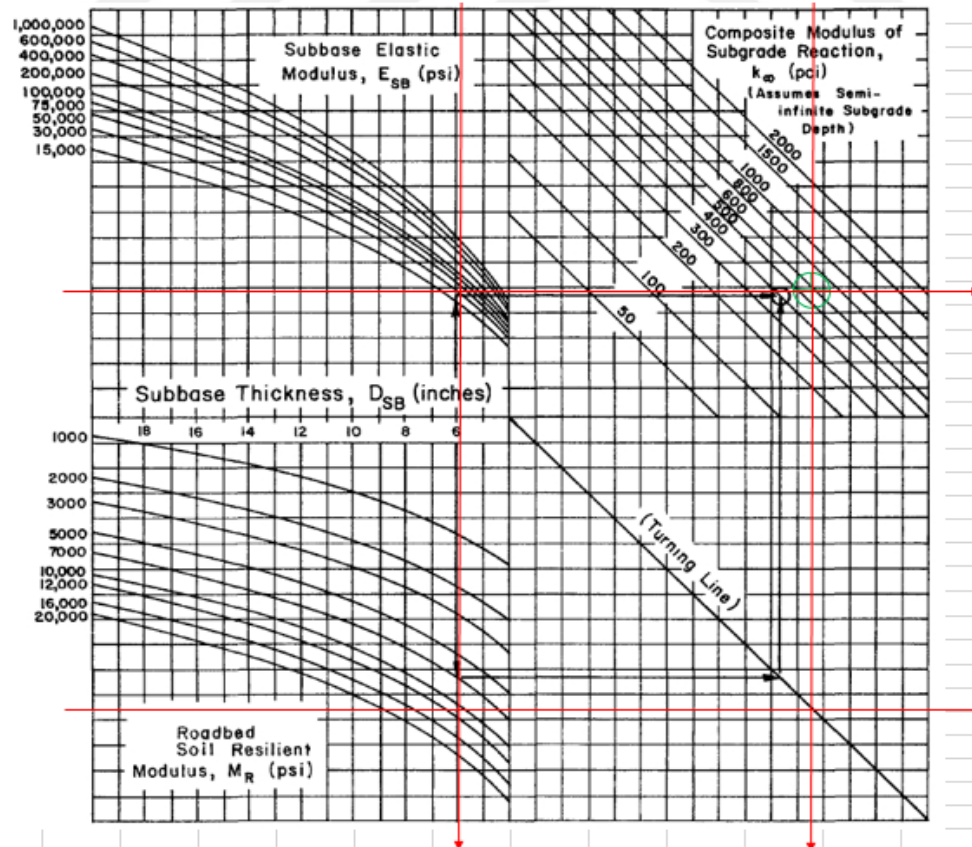 1,000,000
600,000
400,000
200,000
100,000
75,000
50,000
30,000
15,000
Subbase Elastic
Modulus, E_SB (psi)
Composite Modulus of
Subgrade Reaction,
k∞ (pci)
(Assumes Semi-
infinite Subgrade
Depth)
2000
1500
1000
800
600
500
400
300
200
100
50
Subbase Thickness, D_SB (inches)
18 16 14 12 10 8 6
1000
2000
3000
5000
7000
10,000
12,000
16,000
20,000
(Turning Line)
Roadbed
Soil Resilient
Modulus, M_R (psi)